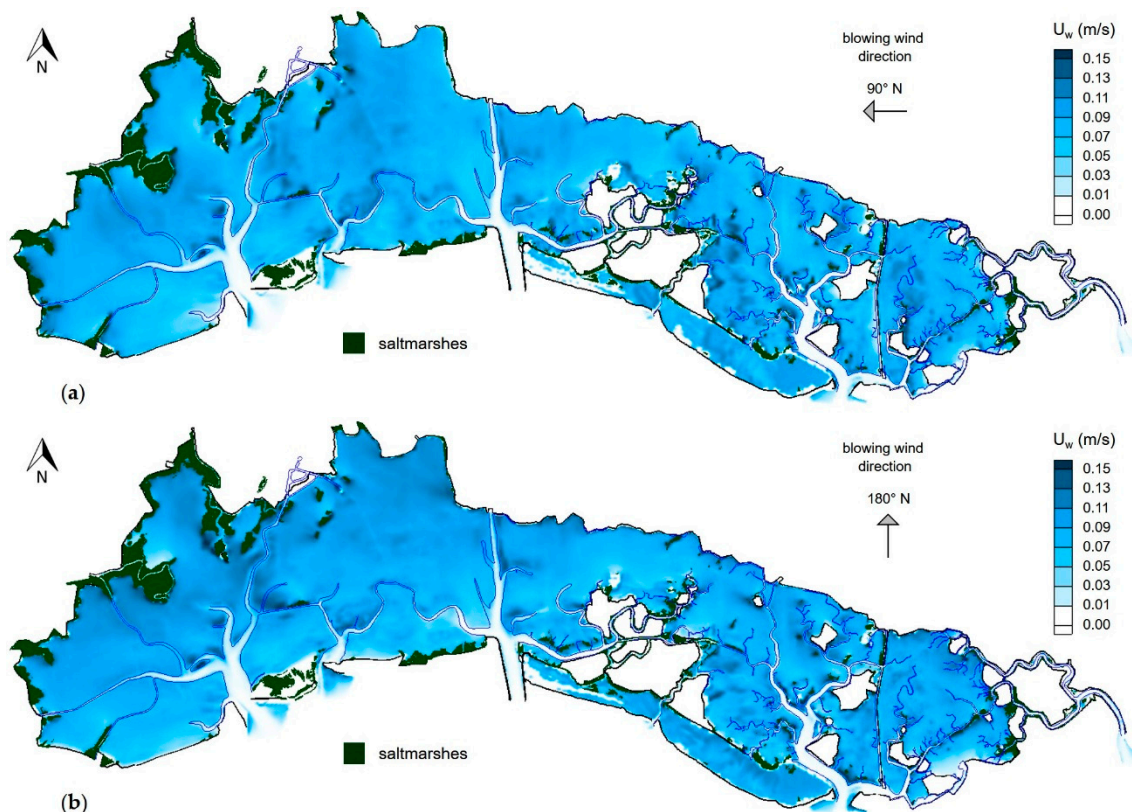 N
blowing wind
direction
90° N
U_w (m/s)
0.15
0.13
0.11
0.09
0.07
0.05
0.03
0.01
0.00
saltmarshes
(a)
N
blowing wind
direction
180° N
U_w (m/s)
0.15
0.13
0.11
0.09
0.07
0.05
0.03
0.01
0.00
saltmarshes
(b)